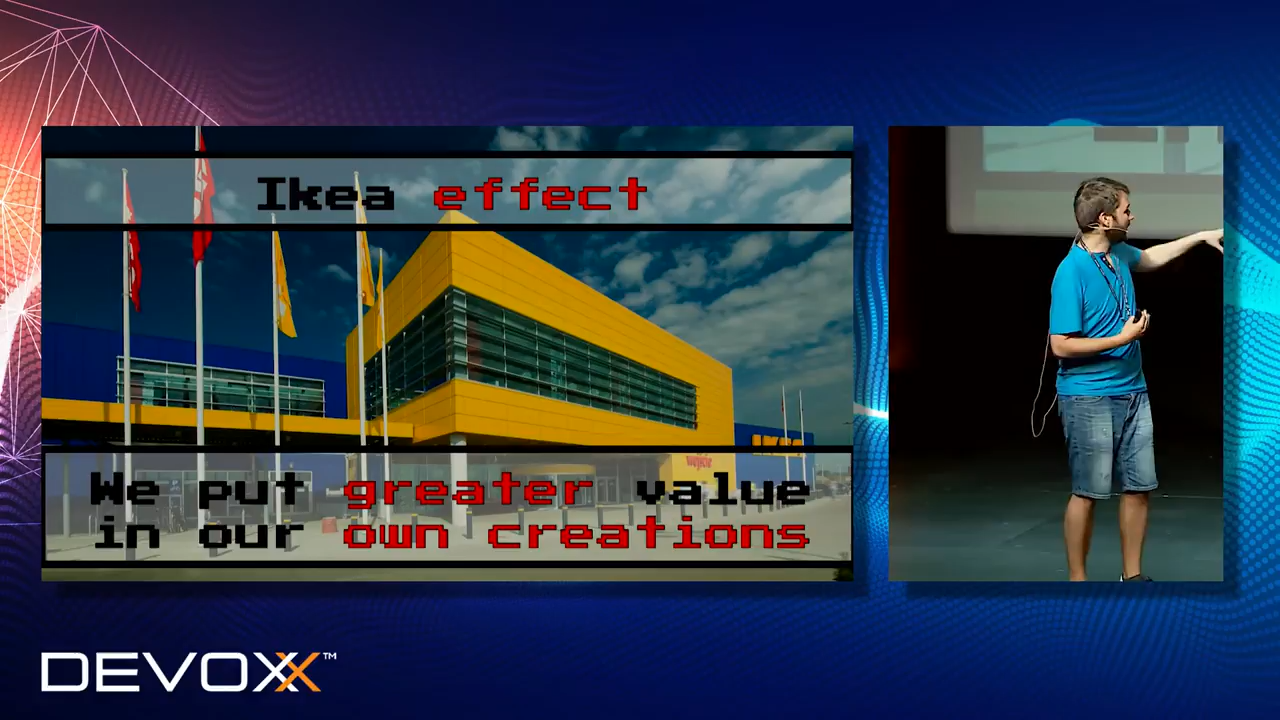 Ikea effect
We put greater value
in our own creations
DEVOXX™